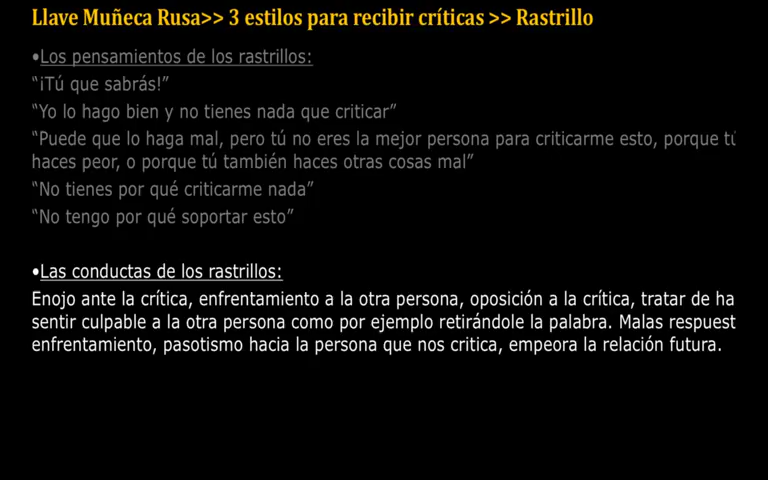 Llave Muñeca Rusa>> 3 estilos para recibir críticas >> Rastrillo
•Los pensamientos de los rastrillos:
“¡Tú que sabrás!”
“Yo lo hago bien y no tienes nada que criticar”
“Puede que lo haga mal, pero tú no eres la mejor persona para criticarme esto, porque tú
haces peor, o porque tú también haces otras cosas mal”
“No tienes por qué criticarme nada”
“No tengo por qué soportar esto”
•Las conductas de los rastrillos:
Enojo ante la crítica, enfrentamiento a la otra persona, oposición a la crítica, tratar de ha
sentir culpable a la otra persona como por ejemplo retirándole la palabra. Malas respuest
enfrentamiento, pasotismo hacia la persona que nos critica, empeora la relación futura.